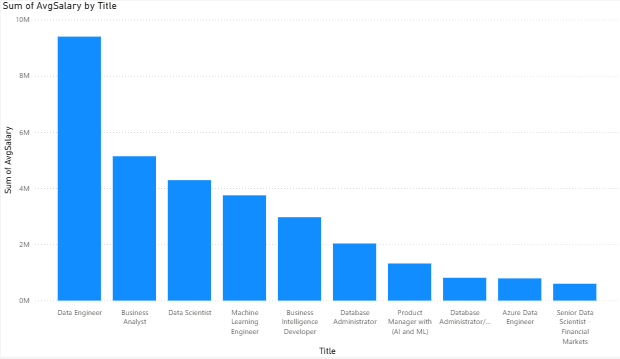 Sum of AvgSalary by Title
10M
8M
6M
4M
2M
0M
Sum of AvgSalary
Data Engineer
Business
Analyst
Data Scientist
Machine
Learning
Engineer
Business
Intelligence
Developer
Database
Administrator
Product
Manager with
(AI and ML)
Database
Administrator/...
Azure Data
Engineer
Senior Data
Scientist -
Financial
Markets
Title